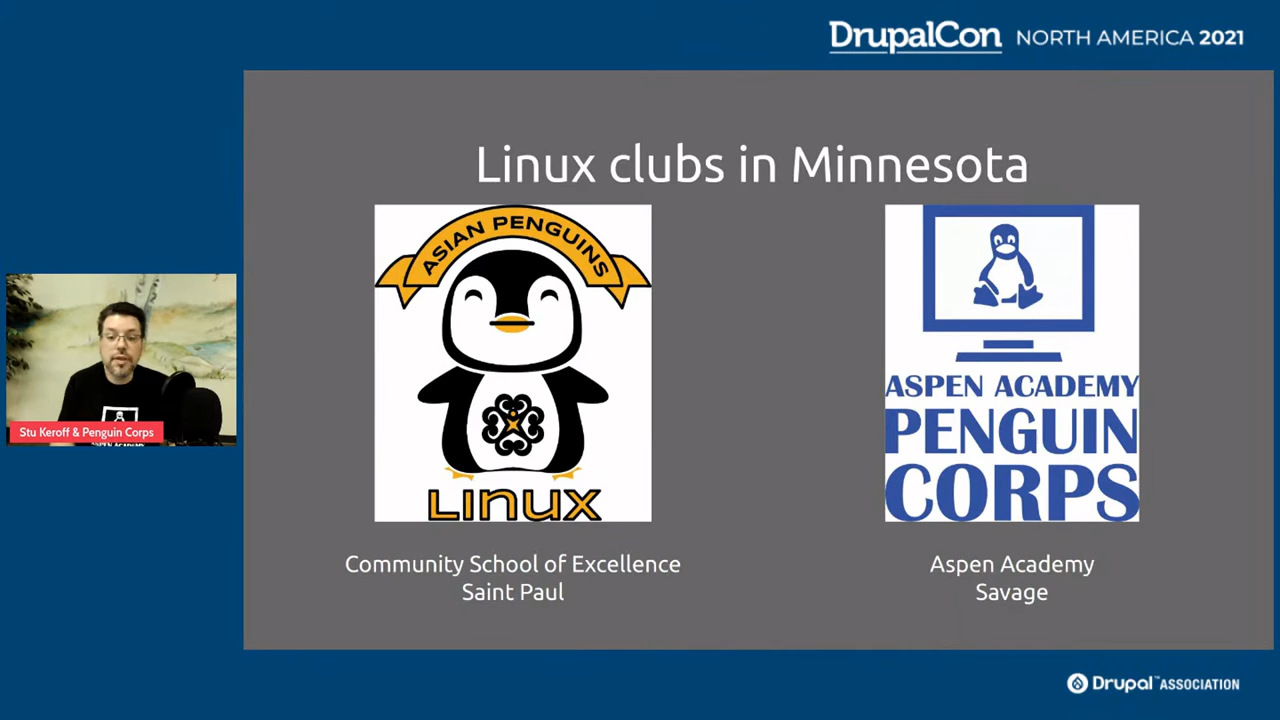 DrupalCon NORTH AMERICA 2021
Linux clubs in Minnesota
ASIAN PENGUINS
LINUX
ASPEN ACADEMY
PENGUIN
CORPS
Community School of Excellence
Saint Paul
Aspen Academy
Savage
Stu Keroff & Penguin Corps
Drupal™ ASSOCIATION